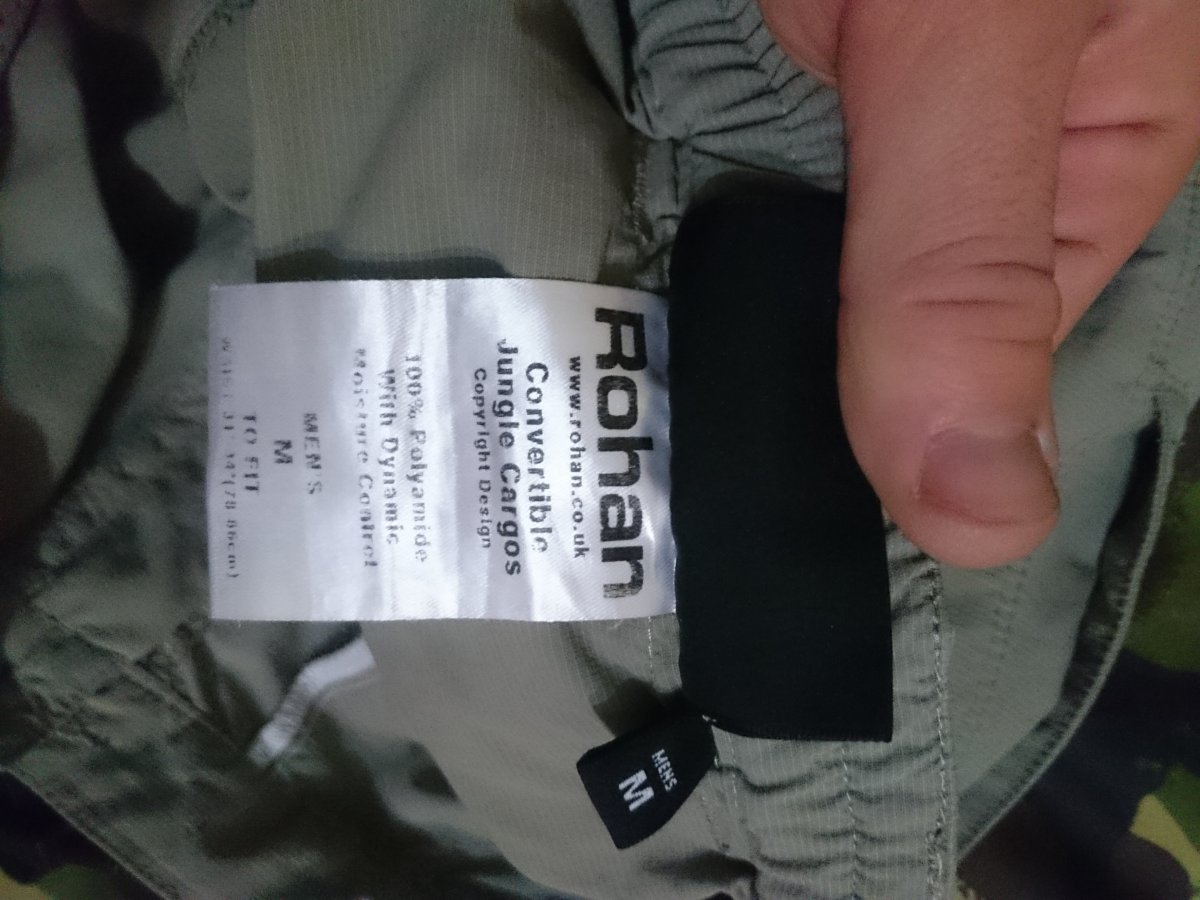 Rohan
www.rohan.co.uk
Convertible
Jungle Cargos
Copyright Design
100% Polyamide
With Dynamic
Moisture Control
MEN'S
M
TO FIT
MENS
M